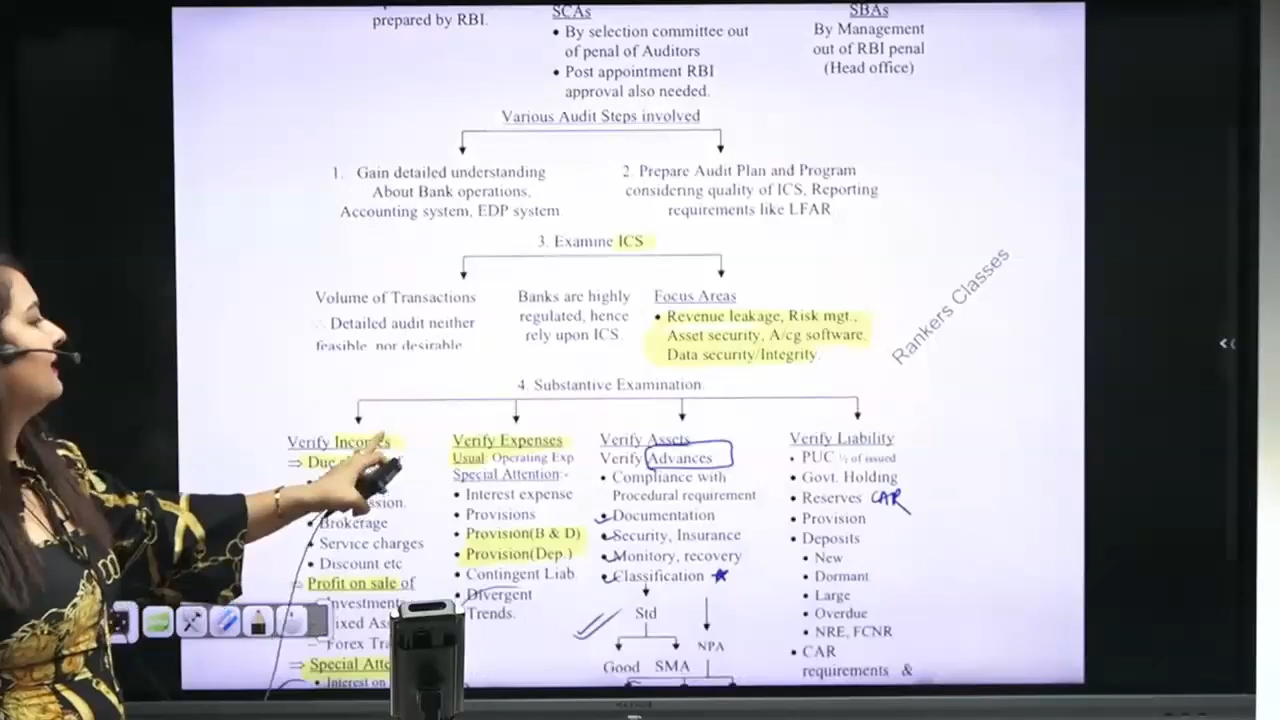 prepared by RBI.
SCAs
• By selection committee out
of penal of Auditors
• Post appointment RBI
approval also needed.
SBAs
By Management
out of RBI penal
(Head office)
Various Audit Steps involved
1. Gain detailed understanding
About Bank operations,
Accounting system, EDP system
2. Prepare Audit Plan and Program
considering quality of ICS, Reporting
requirements like LFAR
3. Examine ICS
Volume of Transactions
∴ Detailed audit neither
feasible nor desirable
Banks are highly
regulated, hence
rely upon ICS.
Focus Areas
• Revenue leakage, Risk mgt.,
Asset security, A/cg software,
Data security/Integrity.
Rankers Classes
4. Substantive Examination
Verify Incomes
⇒
• Brokerage
• Service charges
• Discount etc
⇒ Profit on sale of
Investment
– Forex
⇒ Special
• Interest on
Verify Expenses
Usual: Operating Exp
Special Attention:-
• Interest expense
• Provisions
• Provision(B & D)
• Provision(Dep.)
• Contingent Liab.
• Divergent
Trends.
Verify Assets
Verify Advances
• Compliance with
Procedural requirement
• Documentation
• Security, Insurance
• Monitory, recovery
• Classification
Std
NPA
Good SMA
Verify Liability
• PUC ½ of issued
• Govt. Holding
• Reserves CAR
• Provision
• Deposits
• New
• Dormant
• Large
• Overdue
• NRE, FCNR
• CAR
requirements &